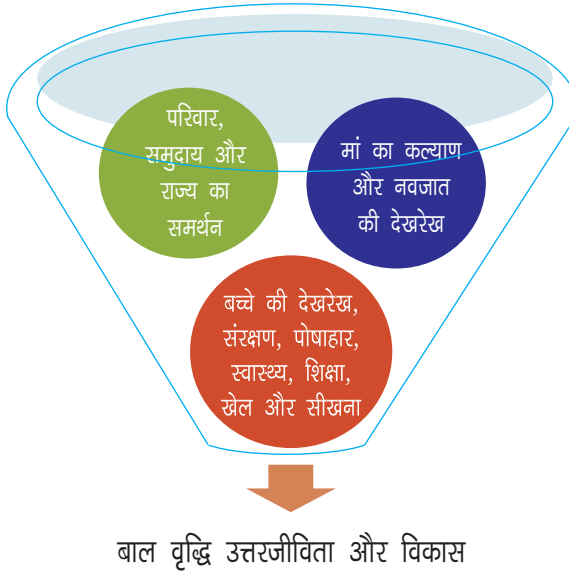 परिवार,
समुदाय और
राज्य का
समर्थन
मां का कल्याण
और नवजात
की देखरेख
बच्चे की देखरेख,
संरक्षण, पोषाहार,
स्वास्थ्य, शिक्षा,
खेल और सीखना
बाल वृद्धि उत्तरजीविता और विकास